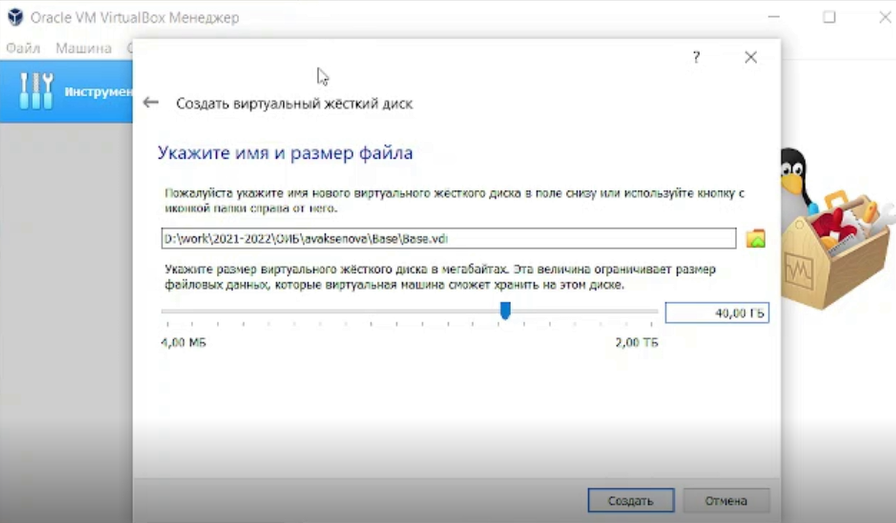 Oracle VM VirtualBox Менеджер
Файл Машина С
?
Инструмен
Создать виртуальный жёсткий диск
Укажите имя и размер файла
Пожалуйста укажите имя нового виртуального жёсткого диска в поле снизу или используйте кнопку с
иконкой папки справа от него.
D:\work\2021-2022\ОИБ\avaksenova\Base\Base.vdi
Укажите размер виртуального жёсткого диска в мегабайтах. Эта величина ограничивает размер
файловых данных, которые виртуальная машина сможет хранить на этом диске.
40,00 ГБ
4,00 МБ 2,00 ТБ
Создать Отмена